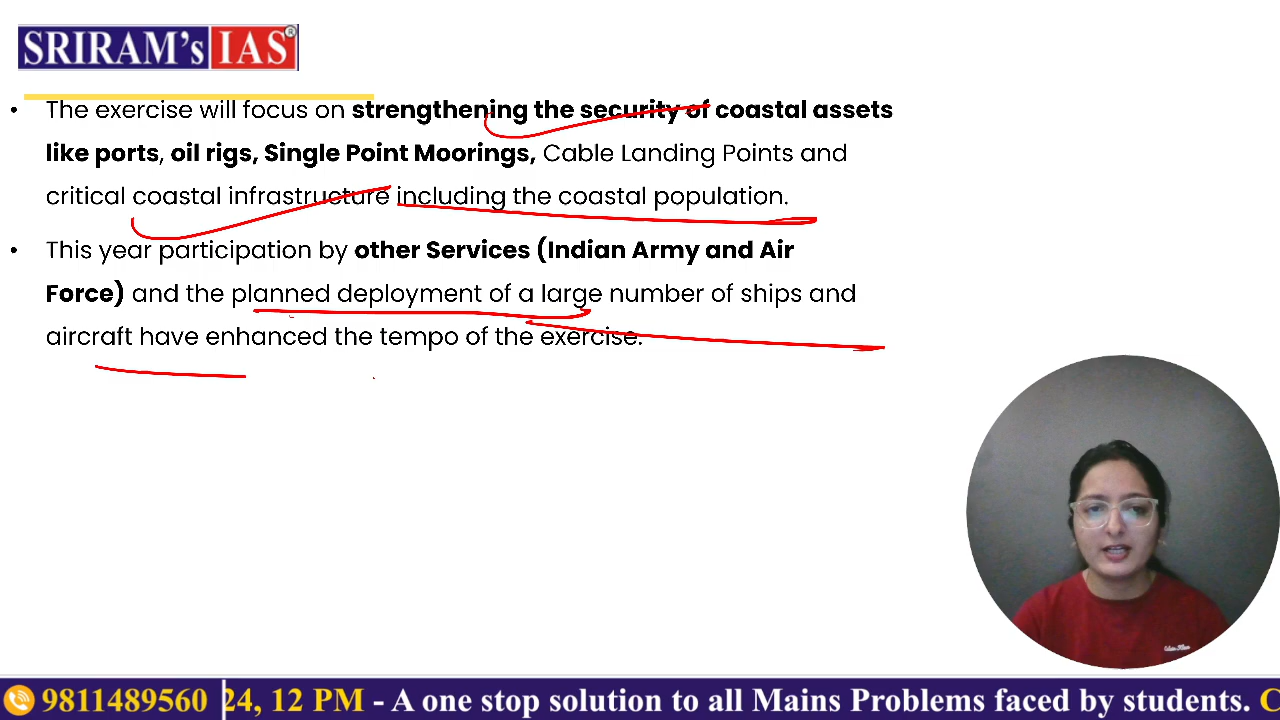 SRIRAM's IAS®
• The exercise will focus on strengthening the security of coastal assets
like ports, oil rigs, Single Point Moorings, Cable Landing Points and
critical coastal infrastructure including the coastal population.
• This year participation by other Services (Indian Army and Air
Force) and the planned deployment of a large number of ships and
aircraft have enhanced the tempo of the exercise.
9811489560 24, 12 PM - A one stop solution to all Mains Problems faced by students. C